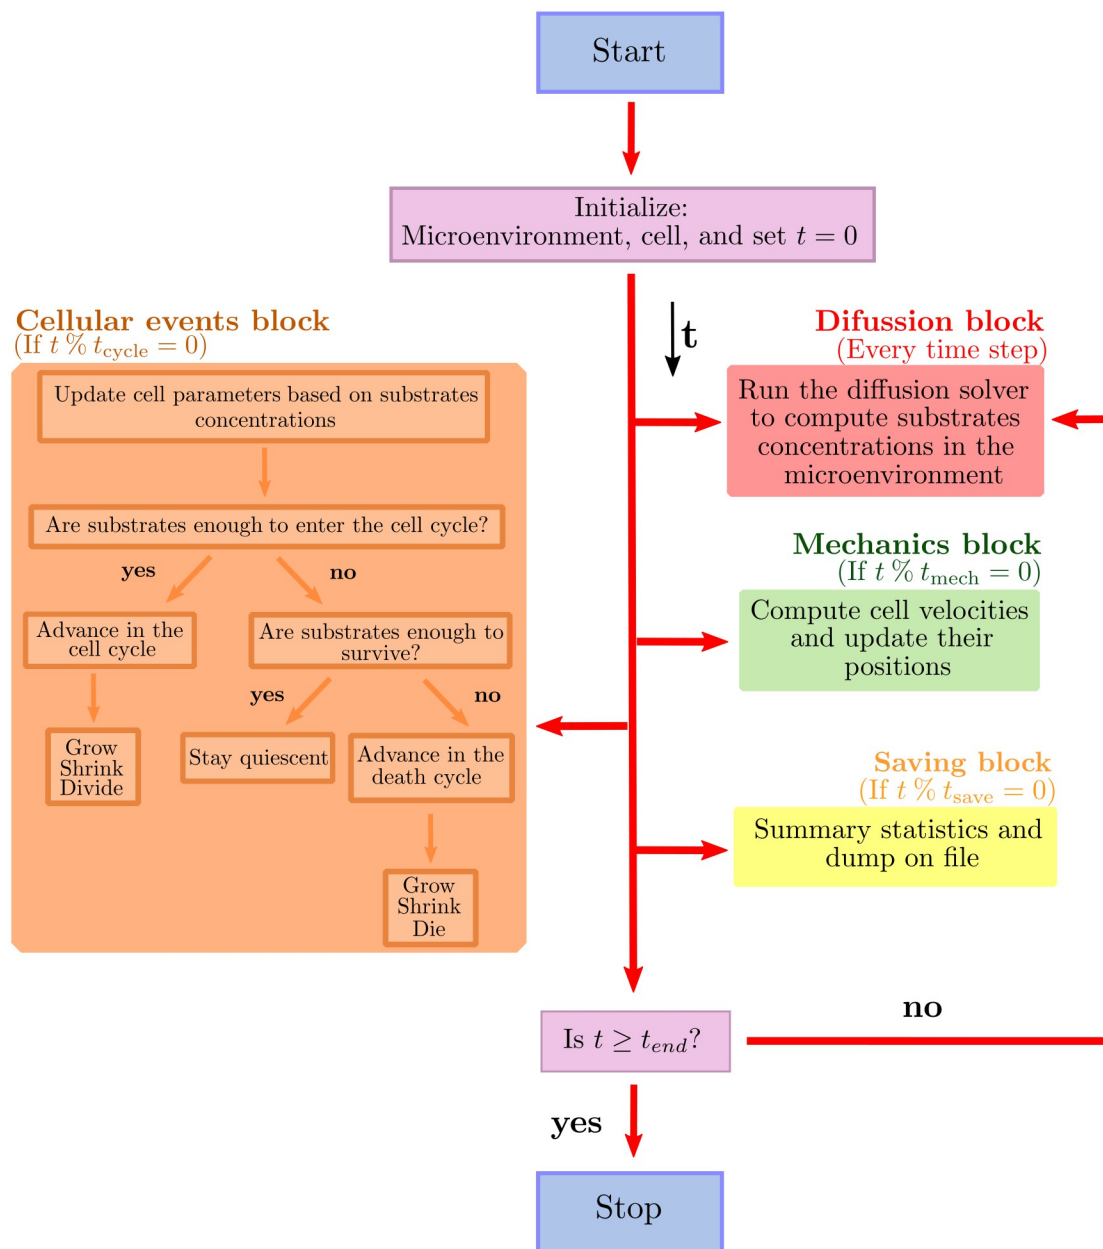 Start
Initialize:
Microenvironment, cell, and set t = 0
t
Cellular events block
(If t % t_cycle = 0)
Update cell parameters based on substrates
concentrations
Are substrates enough to enter the cell cycle?
yes
no
Advance in the
cell cycle
Are substrates enough to
survive?
yes
no
Grow
Shrink
Divide
Stay quiescent
Advance in the
death cycle
Grow
Shrink
Die
Difussion block
(Every time step)
Run the diffusion solver
to compute substrates
concentrations in the
microenvironment
Mechanics block
(If t % t_mech = 0)
Compute cell velocities
and update their
positions
Saving block
(If t % t_save = 0)
Summary statistics and
dump on file
Is t ≥ t_end?
no
yes
Stop